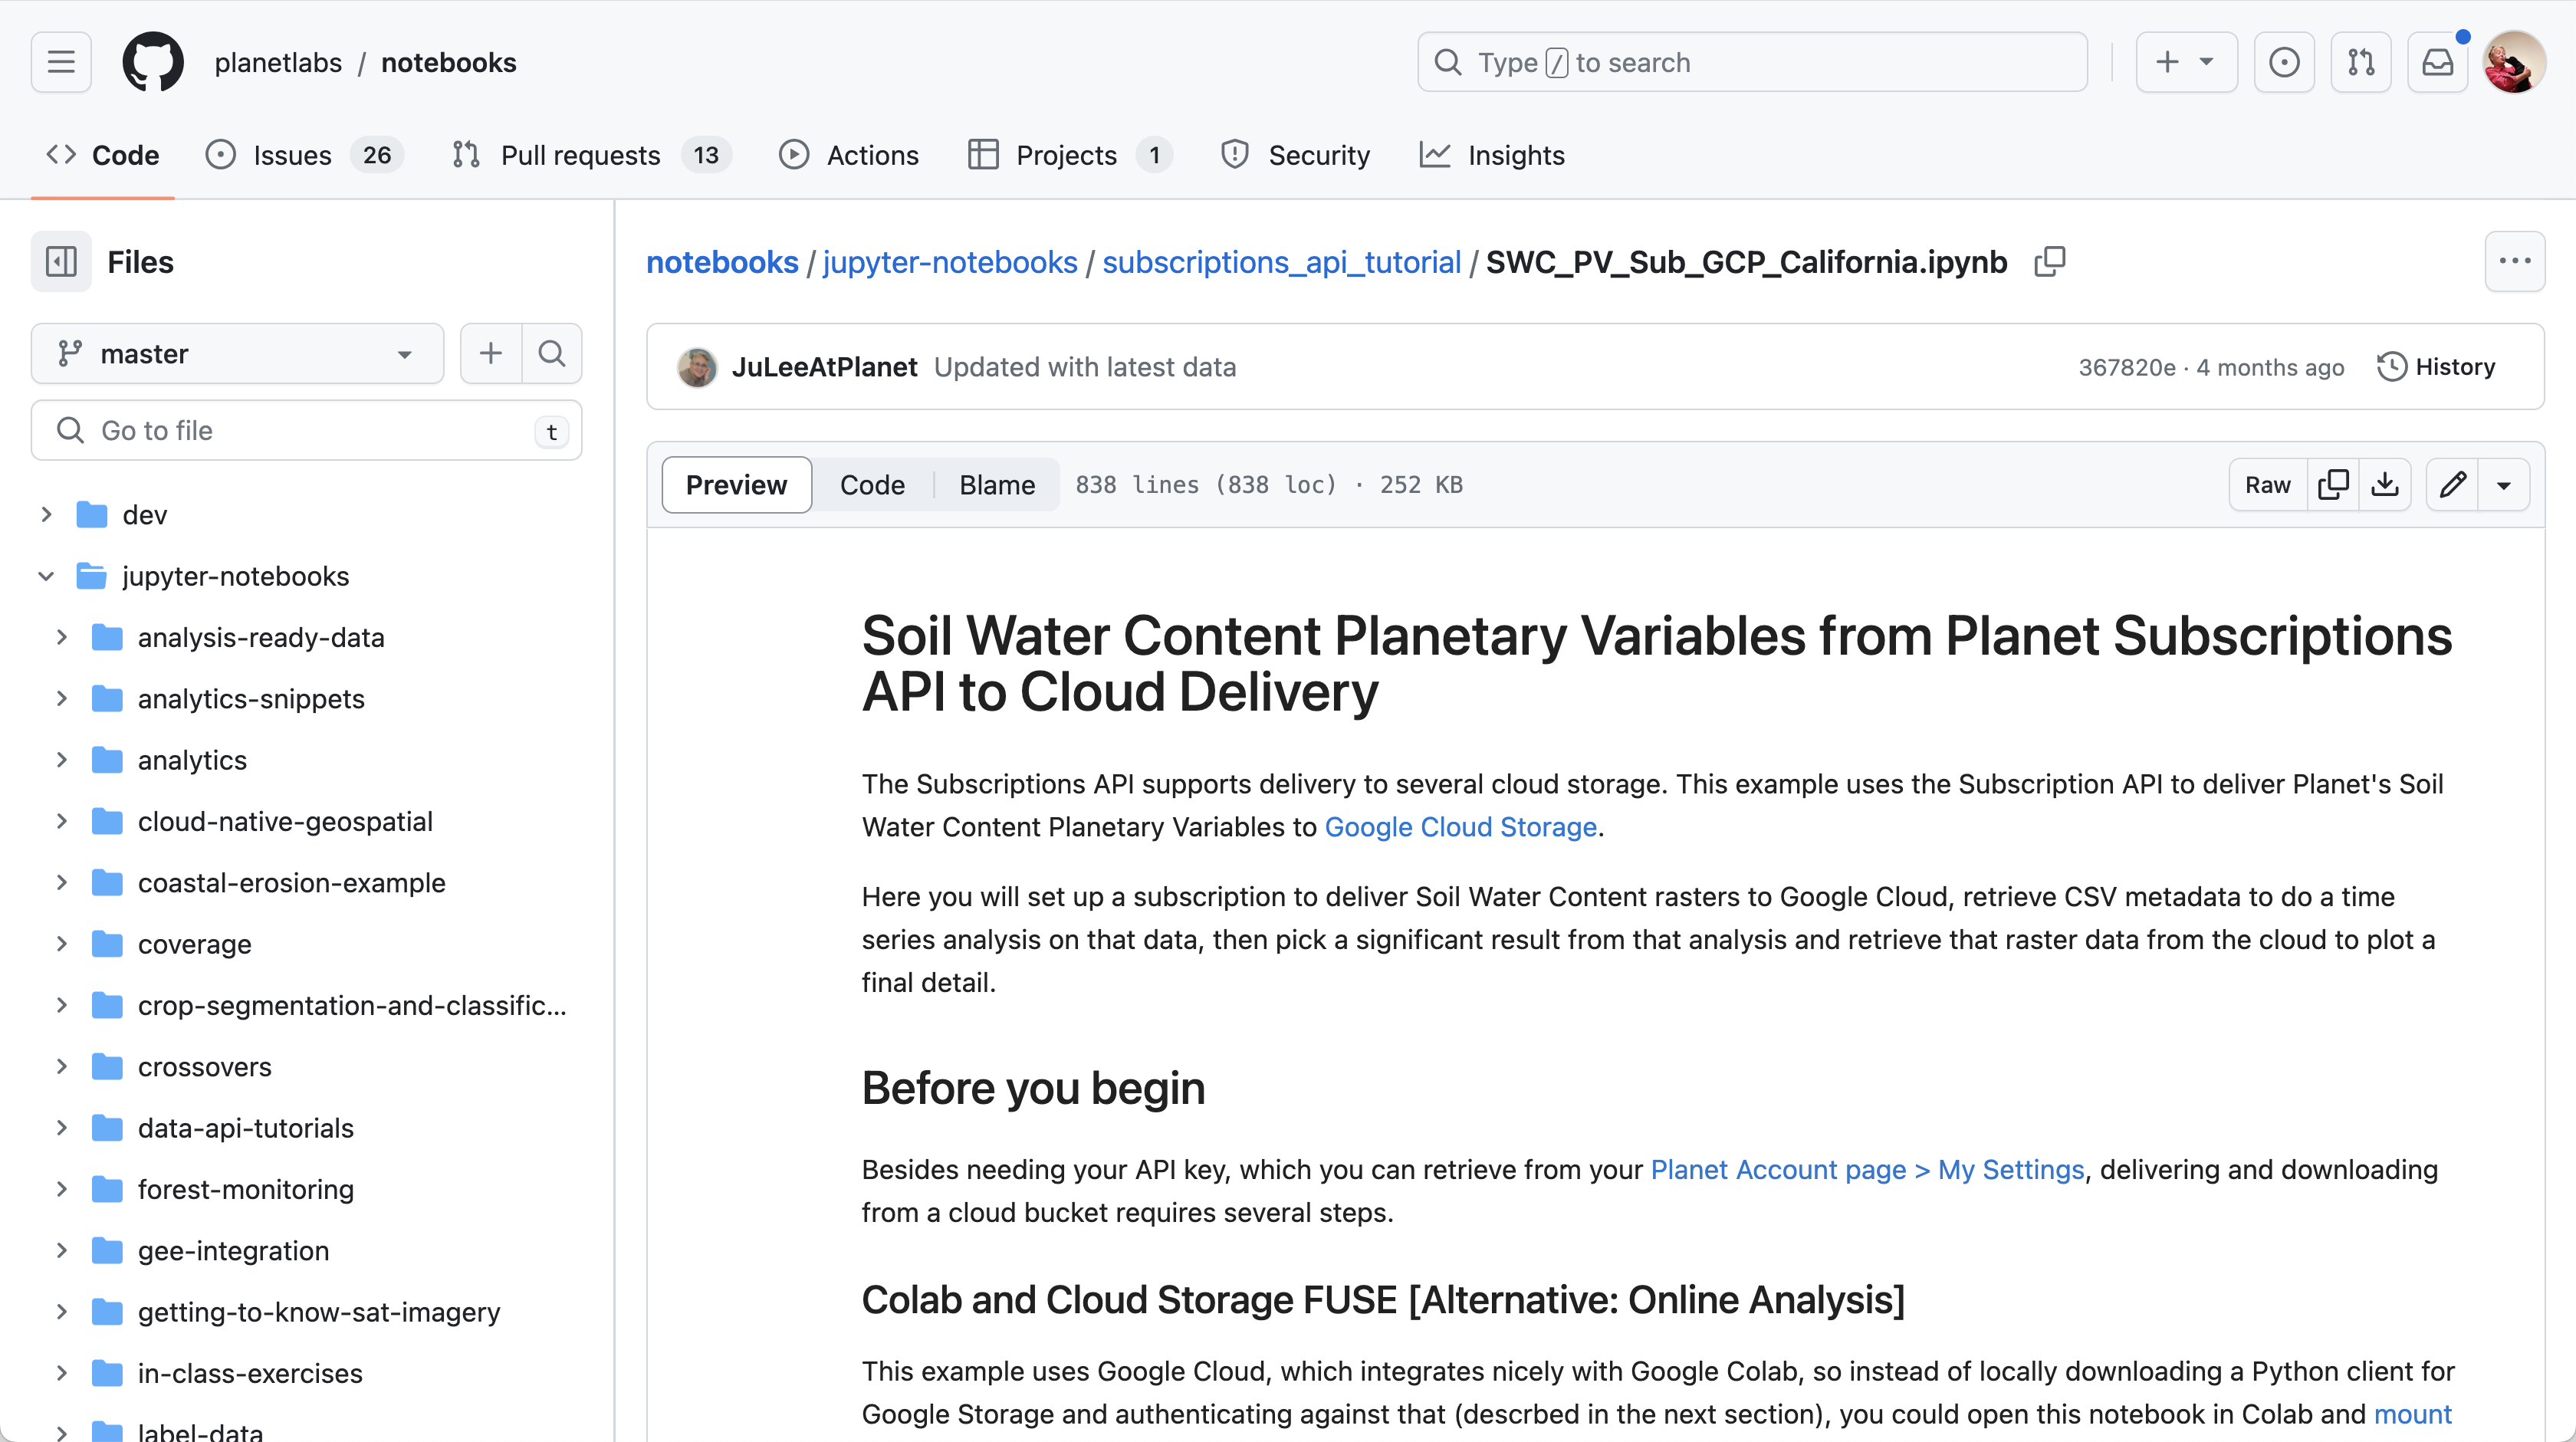 planetlabs / notebooks
Type / to search
Code
Issues 26
Pull requests 13
Actions
Projects 1
Security
Insights
Files
master
Go to file
t
dev
jupyter-notebooks
analysis-ready-data
analytics-snippets
analytics
cloud-native-geospatial
coastal-erosion-example
coverage
crop-segmentation-and-classific...
crossovers
data-api-tutorials
forest-monitoring
gee-integration
getting-to-know-sat-imagery
in-class-exercises
label-data
notebooks / jupyter-notebooks / subscriptions_api_tutorial / SWC_PV_Sub_GCP_California.ipynb
JuLeeAtPlanet Updated with latest data
367820e · 4 months ago
History
Preview
Code
Blame
838 lines (838 loc) · 252 KB
Raw
Soil Water Content Planetary Variables from Planet Subscriptions
API to Cloud Delivery
The Subscriptions API supports delivery to several cloud storage. This example uses the Subscription API to deliver Planet's Soil
Water Content Planetary Variables to Google Cloud Storage.
Here you will set up a subscription to deliver Soil Water Content rasters to Google Cloud, retrieve CSV metadata to do a time
series analysis on that data, then pick a significant result from that analysis and retrieve that raster data from the cloud to plot a
final detail.
Before you begin
Besides needing your API key, which you can retrieve from your Planet Account page > My Settings, delivering and downloading
from a cloud bucket requires several steps.
Colab and Cloud Storage FUSE [Alternative: Online Analysis]
This example uses Google Cloud, which integrates nicely with Google Colab, so instead of locally downloading a Python client for
Google Storage and authenticating against that (descrbed in the next section), you could open this notebook in Colab and mount